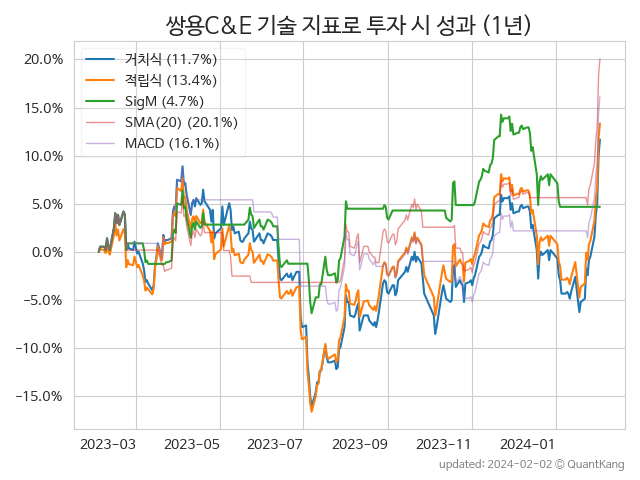 쌍용C&E 기술 지표로 투자 시 성과 (1년)
거치식 (11.7%)
적립식 (13.4%)
SigM (4.7%)
SMA(20) (20.1%)
MACD (16.1%)
20.0%
15.0%
10.0%
5.0%
0.0%
−5.0%
−10.0%
−15.0%
2023-03 2023-05 2023-07 2023-09 2023-11 2024-01
updated: 2024-02-02 ⓒ QuantKang